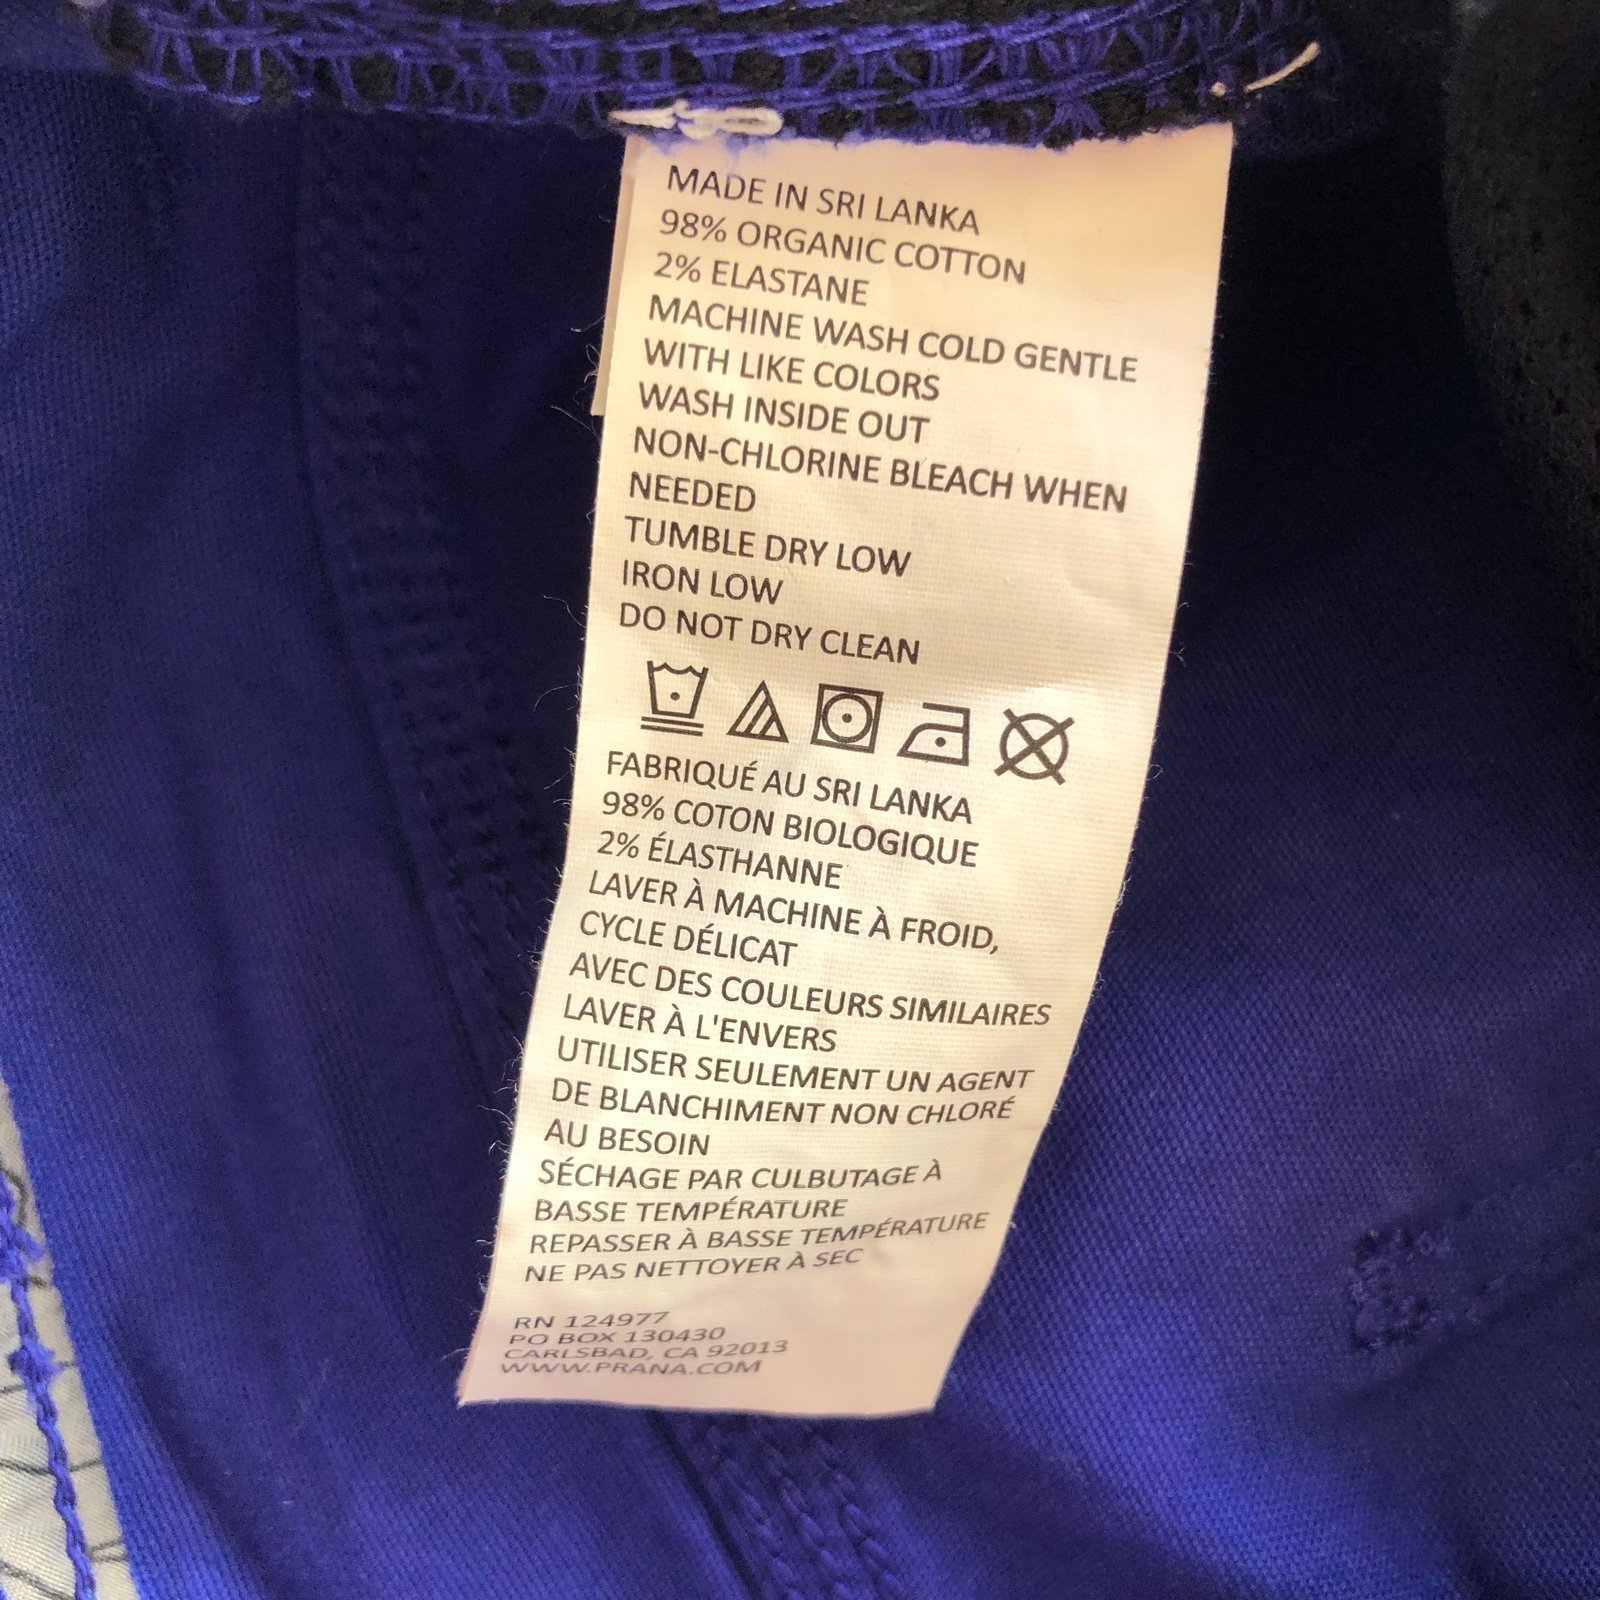 MADE IN SRI LANKA
98% ORGANIC COTTON
2% ELASTANE
MACHINE WASH COLD GENTLE
WITH LIKE COLORS
WASH INSIDE OUT
NON-CHLORINE BLEACH WHEN
NEEDED
TUMBLE DRY LOW
IRON LOW
DO NOT DRY CLEAN
FABRIQUÉ AU SRI LANKA
98% COTON BIOLOGIQUE
2% ÉLASTHANNE
LAVER À MACHINE À FROID,
CYCLE DÉLICAT
AVEC DES COULEURS SIMILAIRES
LAVER À L'ENVERS
UTILISER SEULEMENT UN AGENT
DE BLANCHIMENT NON CHLORÉ
AU BESOIN
SÉCHAGE PAR CULBUTAGE À
BASSE TEMPÉRATURE
REPASSER À BASSE TEMPÉRATURE
NE PAS NETTOYER À SEC
RN 124977
PO BOX 130430
CARLSBAD, CA 92013
WWW.PRANA.COM